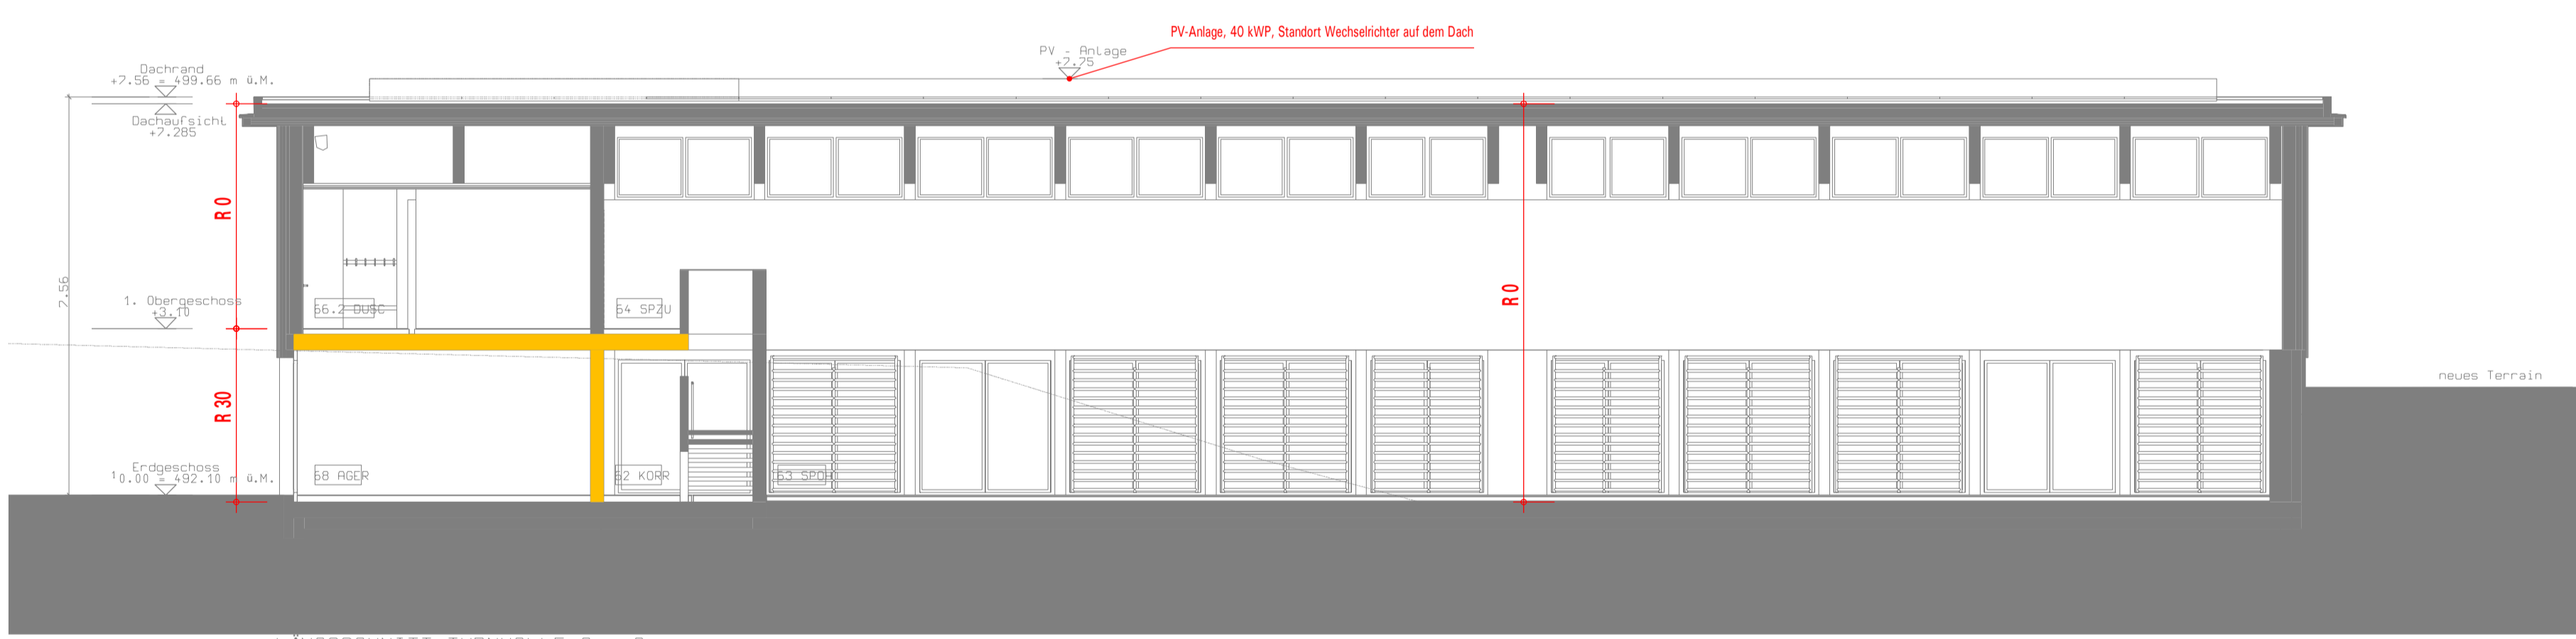 PV-Anlage, 40 kWP, Standort Wechselrichter auf dem Dach
PV - Anlage
+7.75
Dachrand
+7.56 = 499.66 m ü.M.
Dachaufsicht
+7.285
R 0
7.56
1. Obergeschoss
+3.10
66.2 DUSC
64 SPZU
R 0
neues Terrain
R 30
Erdgeschoss
0.00 = 492.10 m ü.M.
68 AGER
62 KORR
63 SPOH